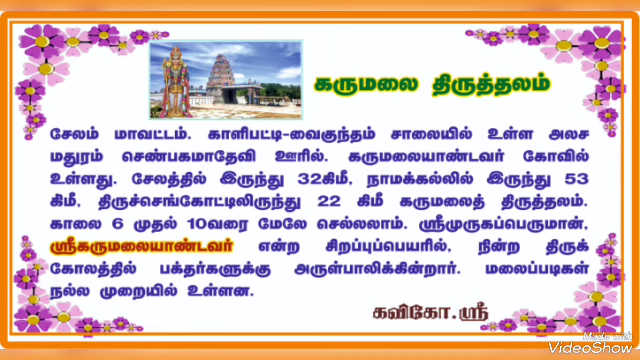 கருமலை திருத்தலம்
சேலம் மாவட்டம். காளிபட்டி-வைகுந்தம் சாலையில் உள்ள அலச
மதுரம் செண்பகமாதேவி ஊரில். கருமலையாண்டவர் கோவில்
உள்ளது. சேலத்தில் இருந்து 32கிமீ, நாமக்கல்லில் இருந்து 53
கிமீ, திருச்செங்கோட்டிலிருந்து 22 கிமீ கருமலைத் திருத்தலம்.
காலை 6 முதல் 10வரை மேலே செல்லலாம். ஸ்ரீமுருகப்பெருமான்,
ஸ்ரீகருமலையாண்டவர் என்ற சிறப்புப்பெயரில், நின்ற திருக்
கோலத்தில் பக்தர்களுக்கு அருள்பாலிக்கின்றார். மலைப்படிகள்
நல்ல முறையில் உள்ளன.
கவிகோ.ஸ்ரீ
Made with
VideoShow